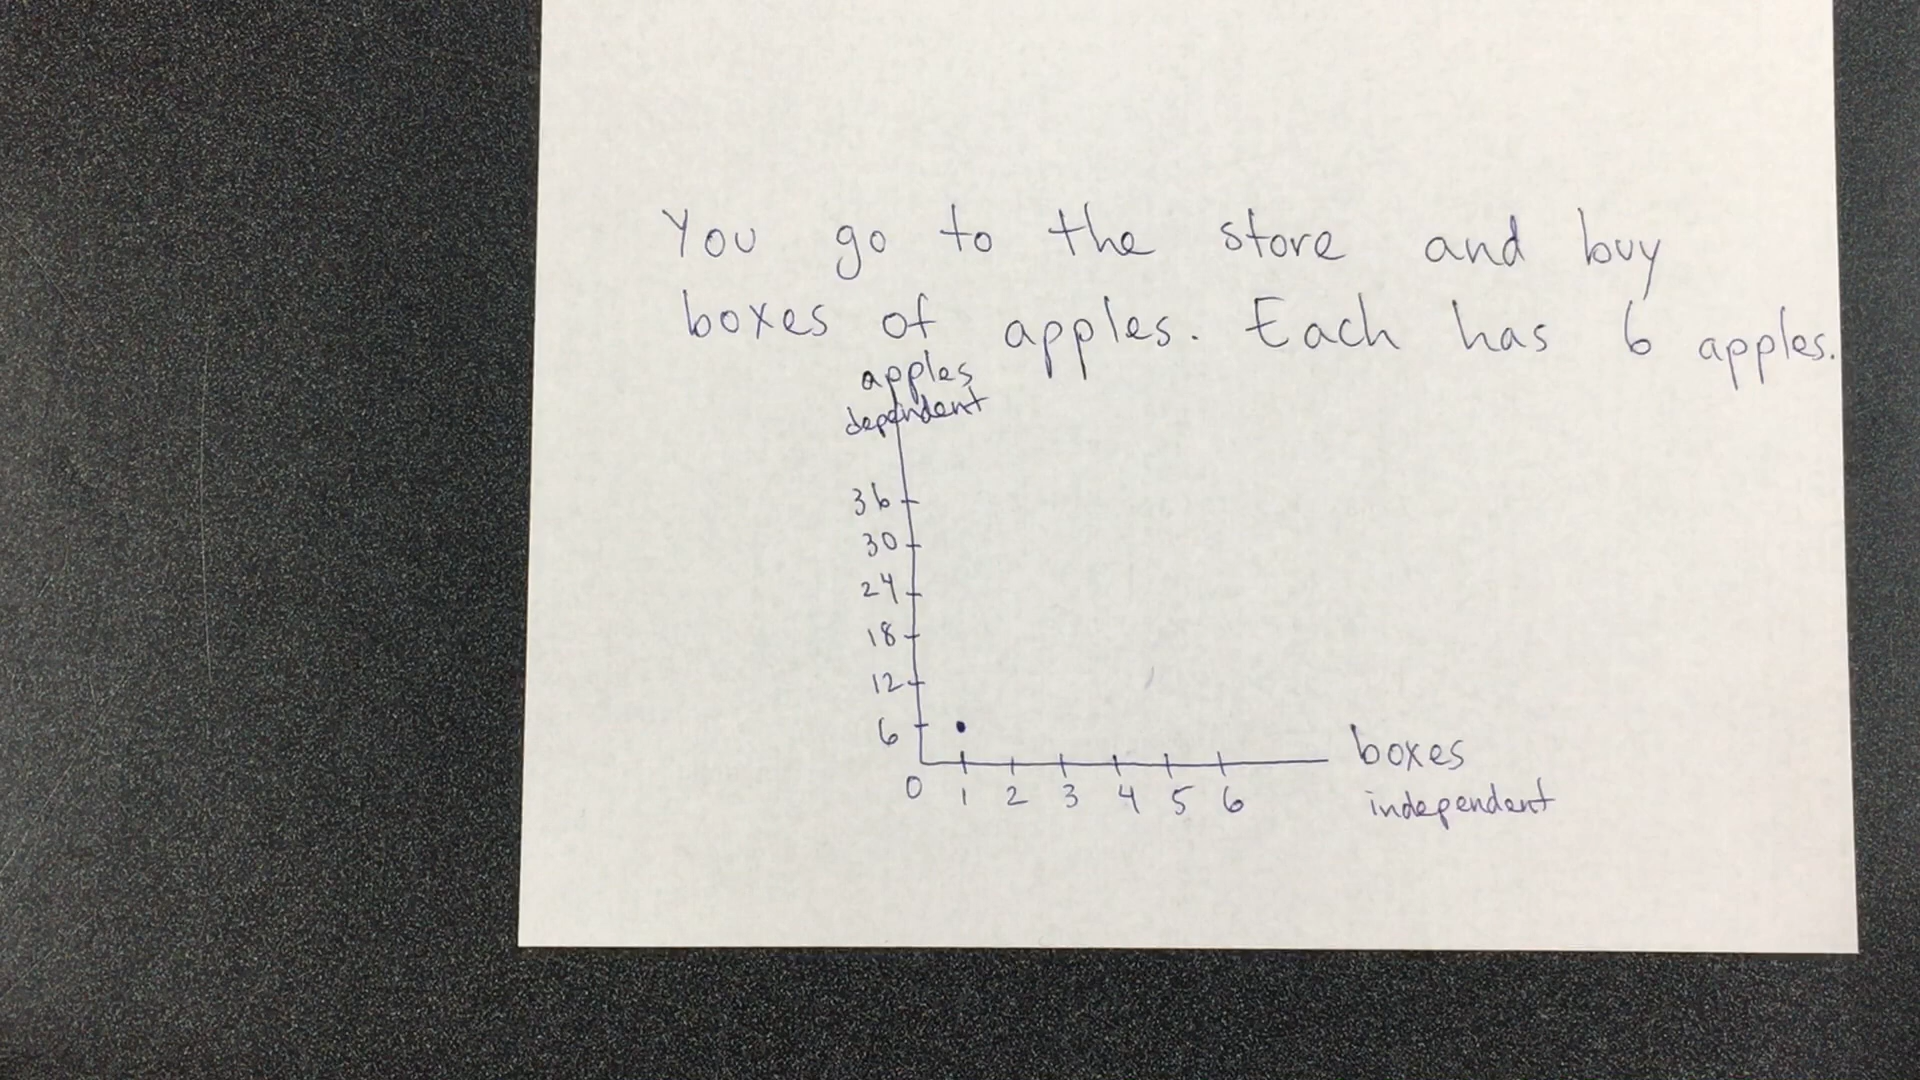 You go to the store and buy
boxes of apples. Each has 6 apples.
apples
dependent
36
30
24
18
12
6
boxes
0 1 2 3 4 5 6
independent